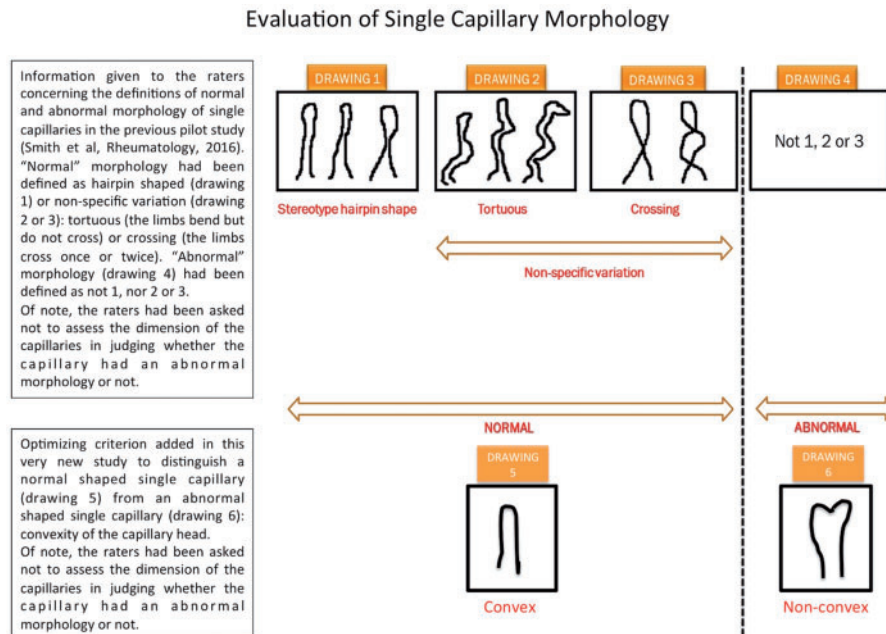 Evaluation of Single Capillary Morphology
Information given to the raters
concerning the definitions of normal
and abnormal morphology of single
capillaries in the previous pilot study
(Smith et al, Rheumatology, 2016).
“Normal” morphology had been
defined as hairpin shaped (drawing
1) or non-specific variation (drawing
2 or 3): tortuous (the limbs bend but
do not cross) or crossing (the limbs
cross once or twice). “Abnormal”
morphology (drawing 4) had been
defined as not 1, nor 2 or 3.
Of note, the raters had been asked
not to assess the dimension of the
capillaries in judging whether the
capillary had an abnormal
morphology or not.
DRAWING 1
DRAWING 2
DRAWING 3
DRAWING 4
Not 1, 2 or 3
Stereotype hairpin shape
Tortuous
Crossing
Non-specific variation
NORMAL
ABNORMAL
Optimizing criterion added in this
very new study to distinguish a
normal shaped single capillary
(drawing 5) from an abnormal
shaped single capillary (drawing 6):
convexity of the capillary head.
Of note, the raters had been asked
not to assess the dimension of the
capillaries in judging whether the
capillary had an abnormal
morphology or not.
DRAWING
5
DRAWING
6
Convex
Non-convex